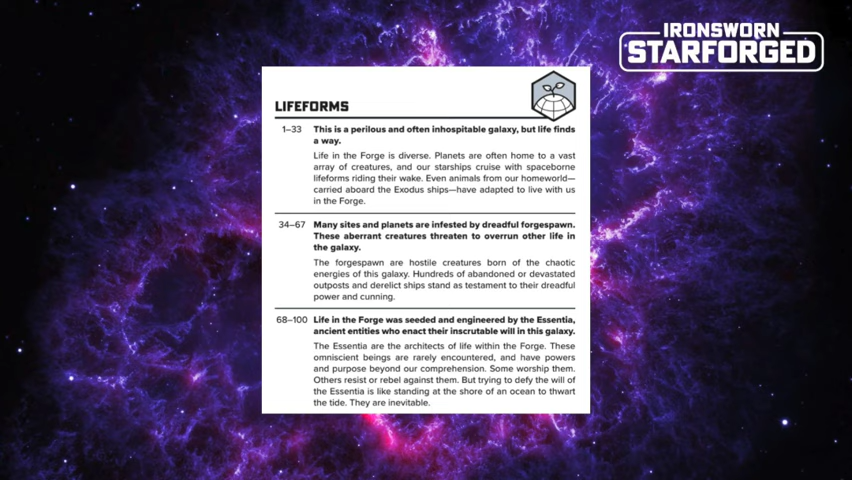 IRONSWORN
STARFORGED
LIFEFORMS
1–33 This is a perilous and often inhospitable galaxy, but life finds
a way.
Life in the Forge is diverse. Planets are often home to a vast
array of creatures, and our starships cruise with spaceborne
lifeforms riding their wake. Even animals from our homeworld—
carried aboard the Exodus ships—have adapted to live with us
in the Forge.
34–67 Many sites and planets are infested by dreadful forgespawn.
These aberrant creatures threaten to overrun other life in
the galaxy.
The forgespawn are hostile creatures born of the chaotic
energies of this galaxy. Hundreds of abandoned or devastated
outposts and derelict ships stand as testament to their dreadful
power and cunning.
68–100 Life in the Forge was seeded and engineered by the Essentia,
ancient entities who enact their inscrutable will in this galaxy.
The Essentia are the architects of life within the Forge. These
omniscient beings are rarely encountered, and have powers
and purpose beyond our comprehension. Some worship them.
Others resist or rebel against them. But trying to defy the will of
the Essentia is like standing at the shore of an ocean to thwart
the tide. They are inevitable.